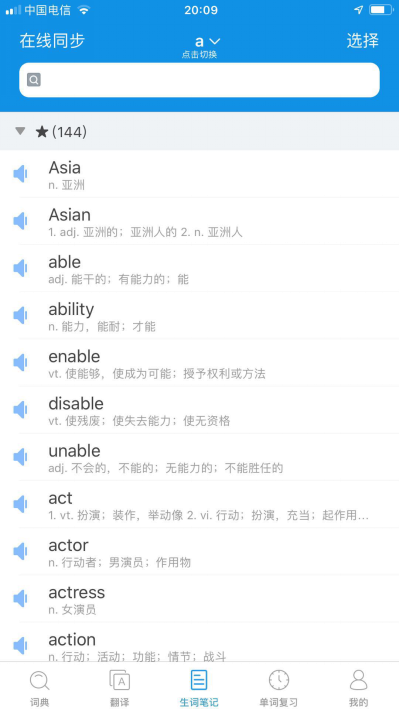 中国电信 20:09
在线同步 a 选择
点击切换
★(144)
Asia
n. 亚洲
Asian
1. adj. 亚洲的；亚洲人的 2. n. 亚洲人
able
adj. 能干的；有能力的；能
ability
n. 能力，能耐；才能
enable
vt. 使能够，使成为可能；授予权利或方法
disable
vt. 使残废；使失去能力；使无资格
unable
adj. 不会的，不能的；无能力的；不能胜任的
act
1. vt. 扮演；装作，举动像 2. vi. 行动；扮演，充当；起作用...
actor
n. 行动者；男演员；作用物
actress
n. 女演员
action
n. 行动；活动；功能；情节；战斗
词典 翻译 生词笔记 单词复习 我的